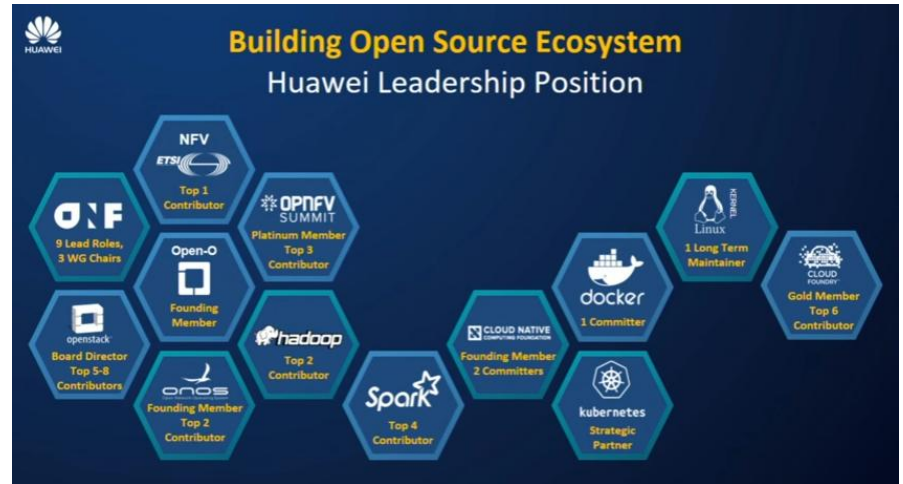 HUAWEI
Building Open Source Ecosystem
Huawei Leadership Position
NFV
ETSI
Top 1
Contributor
ONF
9 Lead Roles,
3 WG Chairs
OPNFV
SUMMIT
Platinum Member
Top 3
Contributor
Open-O
Founding
Member
openstack
Board Director
Top 5-8
Contributors
onos
Open Network Operating System
Founding Member
Top 2
Contributor
hadoop
Top 2
Contributor
Spark
Top 4
Contributor
CLOUD NATIVE
COMPUTING FOUNDATION
Founding Member
2 Committers
docker
1 Committer
kubernetes
Strategic
Partner
KERNEL
Linux
1 Long Term
Maintainer
CLOUD
FOUNDRY
Gold Member
Top 6
Contributor